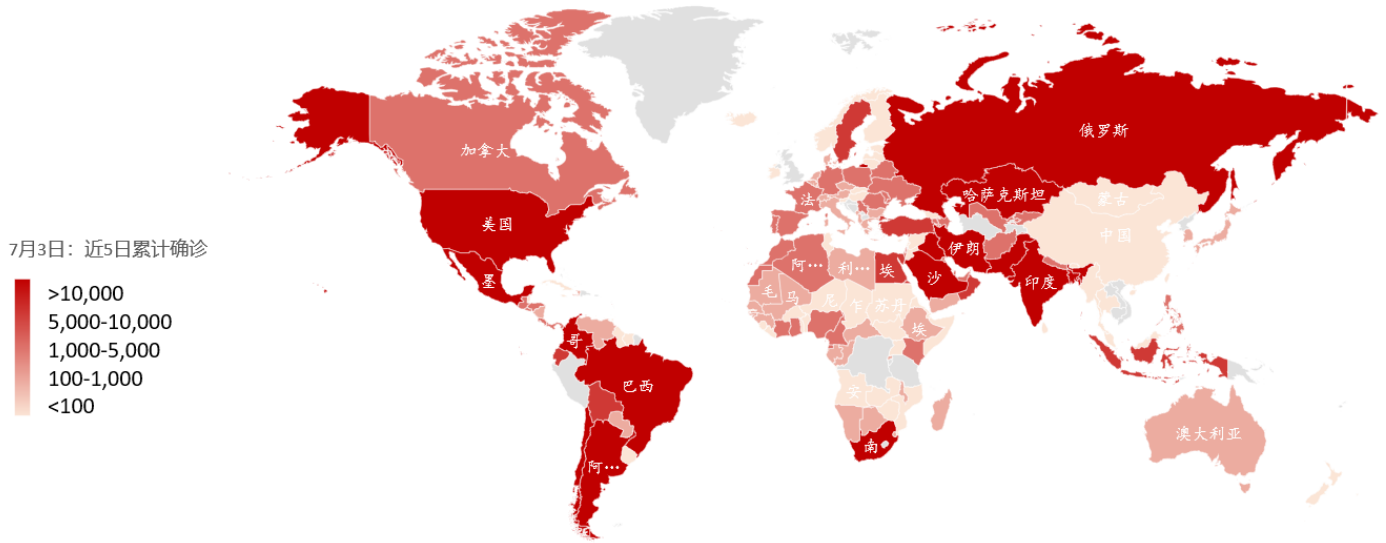 加拿大
俄罗斯
法
哈萨克斯坦
蒙古
美国
中国
7月3日：近5日累计确诊
伊朗
阿…
利…
埃
墨
沙
印度
>10,000
毛
马
尼
乍
苏丹
5,000-10,000
哥
埃
1,000-5,000
100-1,000
巴西
安
<100
澳大利亚
南
阿…